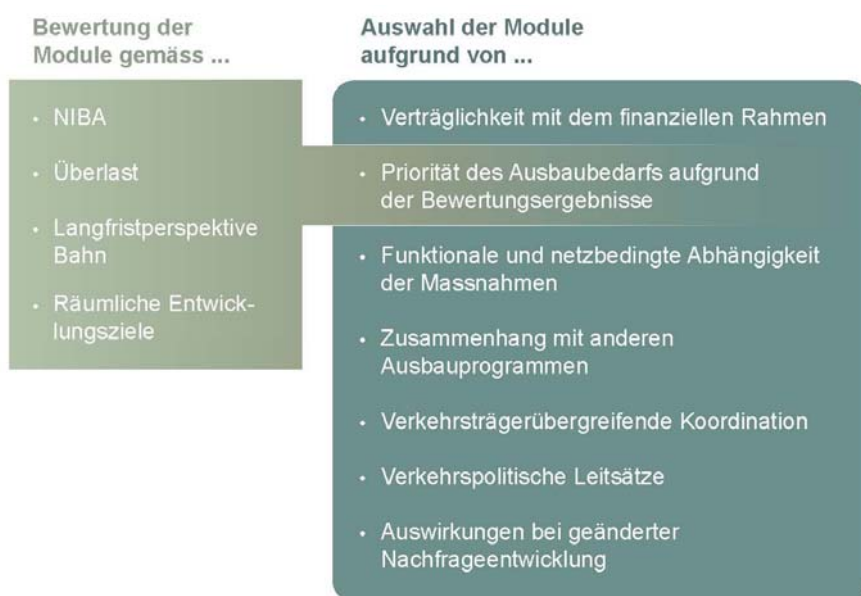 Bewertung der
Module gemäss ...
• NIBA
• Überlast
• Langfristperspektive
Bahn
• Räumliche Entwick-
lungsziele
Auswahl der Module
aufgrund von ...
• Verträglichkeit mit dem finanziellen Rahmen
• Priorität des Ausbaubedarfs aufgrund
der Bewertungsergebnisse
• Funktionale und netzbedingte Abhängigkeit
der Massnahmen
• Zusammenhang mit anderen
Ausbauprogrammen
• Verkehrsträgerübergreifende Koordination
• Verkehrspolitische Leitsätze
• Auswirkungen bei geänderter
Nachfrageentwicklung